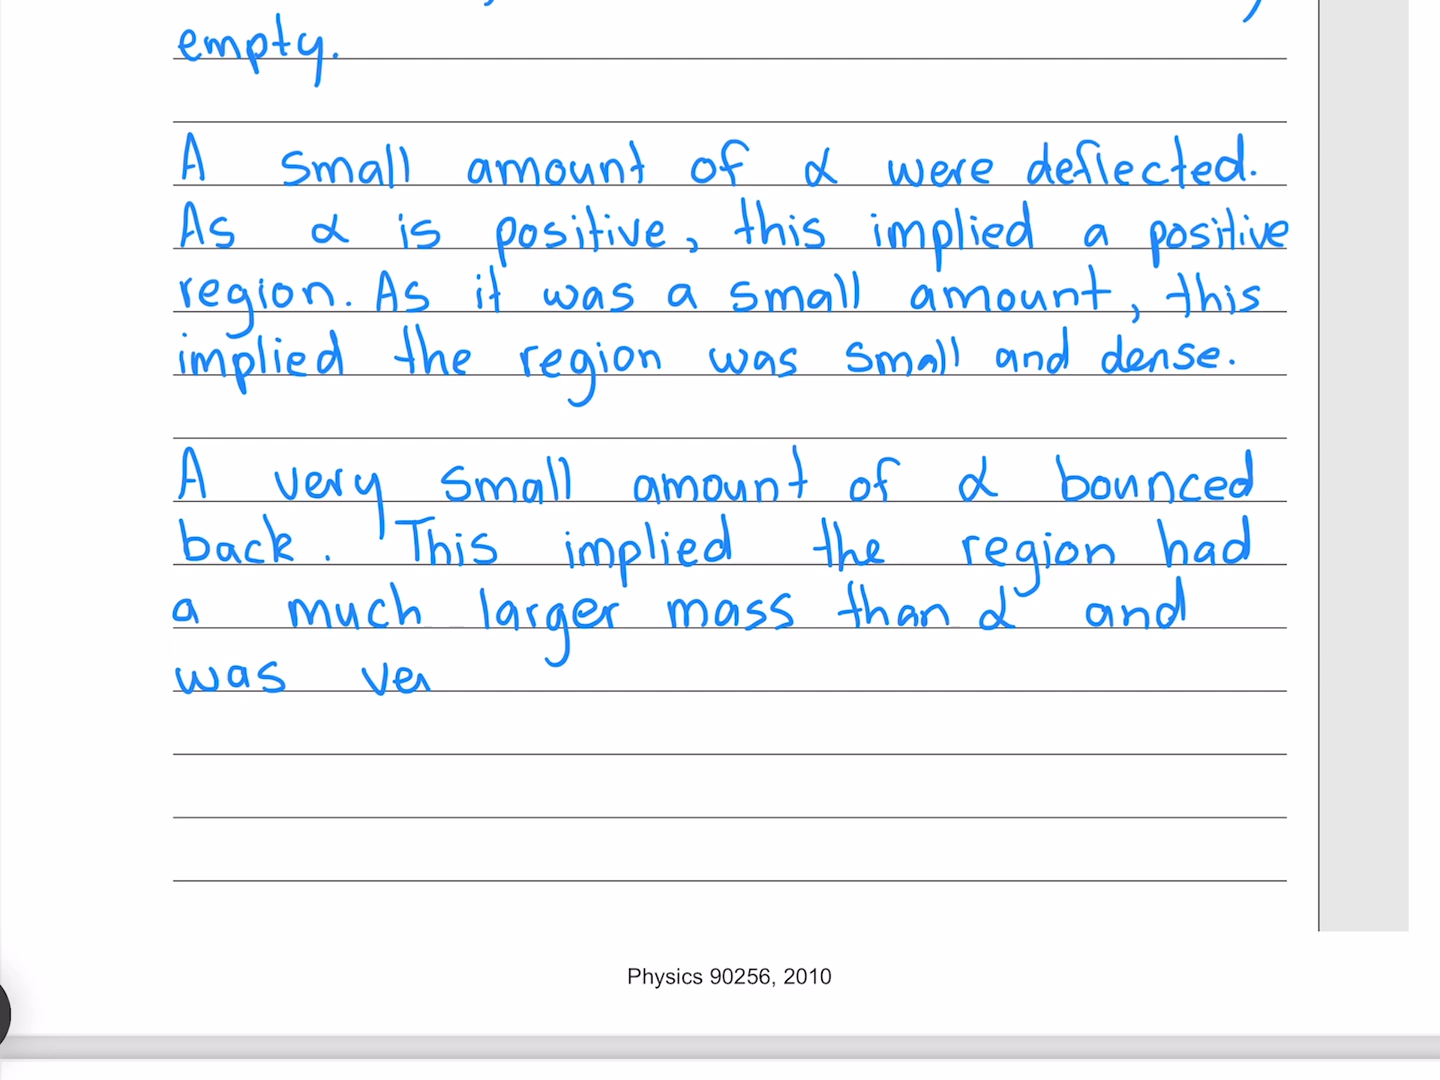 empty.
A small amount of α were deflected.
As α is positive, this implied a positive
region. As it was a small amount, this
implied the region was small and dense.
A very small amount of α bounced
back. This implied the region had
a much larger mass than α and
was ver
Physics 90256, 2010